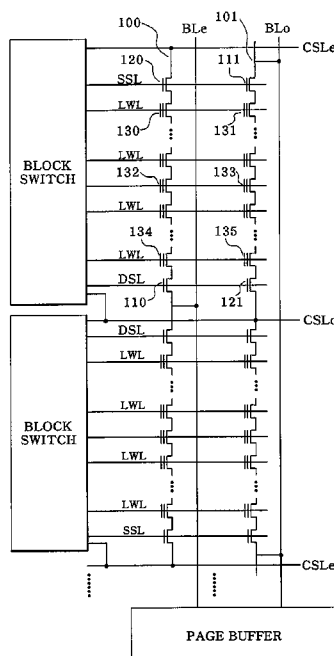 100 BLe 101 BLo
CSLe
120 111
SSL
LWL
130 131
LWL
BLOCK SWITCH
132 133
LWL
134 135
LWL
DSL
110 121
CSLo
DSL
LWL
LWL
BLOCK SWITCH
LWL
LWL
SSL
CSLe
PAGE BUFFER